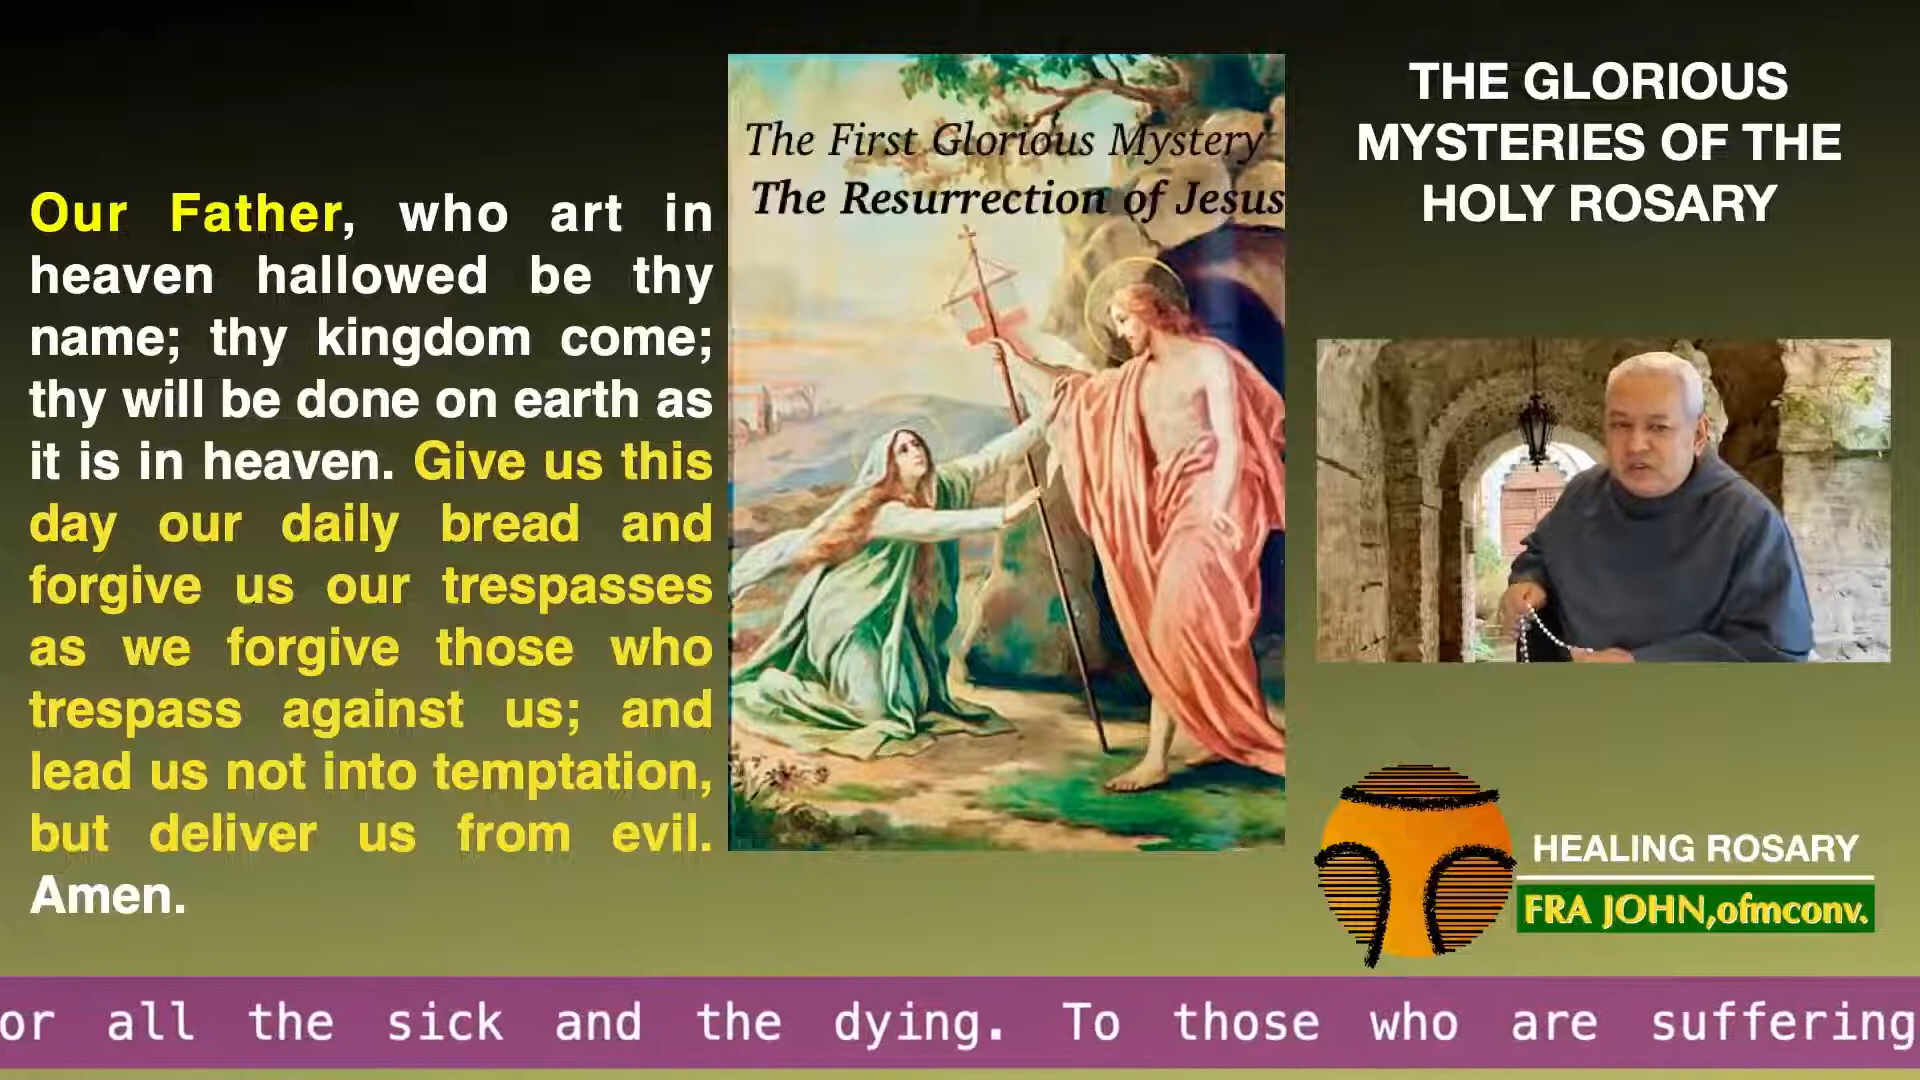 Our Father, who art in
heaven hallowed be thy
name; thy kingdom come;
thy will be done on earth as
it is in heaven. Give us this
day our daily bread and
forgive us our trespasses
as we forgive those who
trespass against us; and
lead us not into temptation,
but deliver us from evil.
Amen.
The First Glorious Mystery
The Resurrection of Jesus
THE GLORIOUS
MYSTERIES OF THE
HOLY ROSARY
HEALING ROSARY
FRA JOHN,ofmconv.
or all the sick and the dying. To those who are suffering